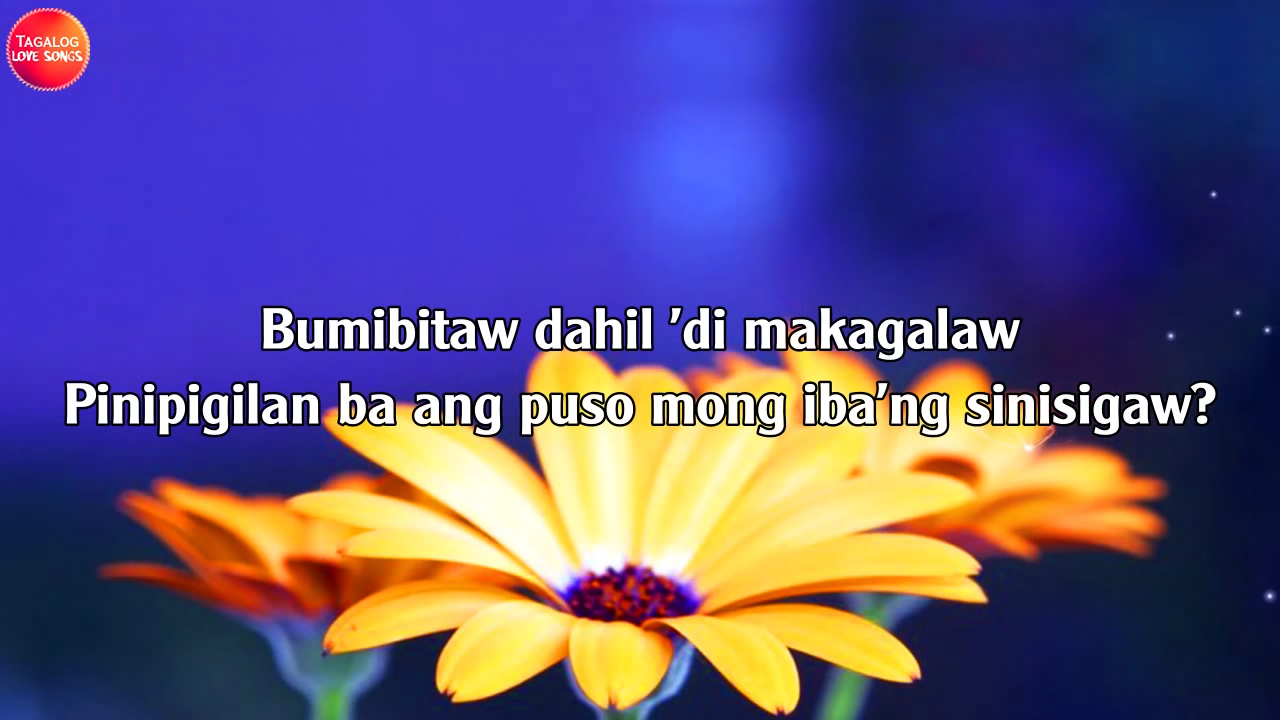 TAGALOG
LOVE SONGS
Bumibitaw dahil 'di makagalaw
Pinipigilan ba ang puso mong iba'ng sinisigaw?